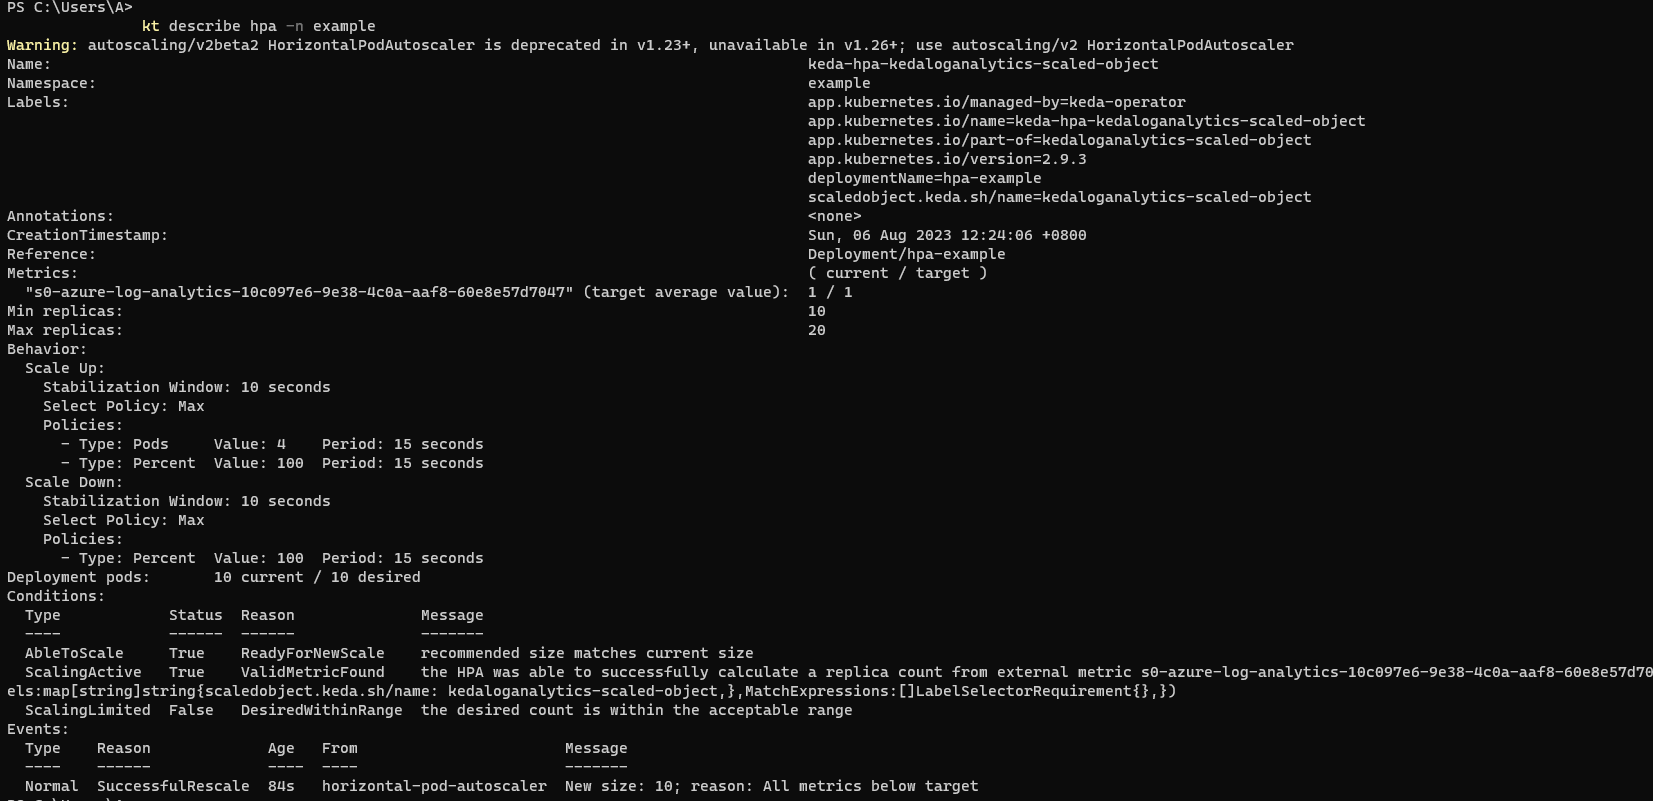 PS C:\Users\A>
kt describe hpa -n example
Warning: autoscaling/v2beta2 HorizontalPodAutoscaler is deprecated in v1.23+, unavailable in v1.26+; use autoscaling/v2 HorizontalPodAutoscaler
Name: keda-hpa-kedaloganalytics-scaled-object
Namespace: example
Labels: app.kubernetes.io/managed-by=keda-operator
app.kubernetes.io/name=keda-hpa-kedaloganalytics-scaled-object
app.kubernetes.io/part-of=kedaloganalytics-scaled-object
app.kubernetes.io/version=2.9.3
deploymentName=hpa-example
scaledobject.keda.sh/name=kedaloganalytics-scaled-object
Annotations: <none>
CreationTimestamp: Sun, 06 Aug 2023 12:24:06 +0800
Reference: Deployment/hpa-example
Metrics: ( current / target )
"s0-azure-log-analytics-10c097e6-9e38-4c0a-aaf8-60e8e57d7047" (target average value): 1 / 1
Min replicas: 10
Max replicas: 20
Behavior:
Scale Up:
Stabilization Window: 10 seconds
Select Policy: Max
Policies:
- Type: Pods Value: 4 Period: 15 seconds
- Type: Percent Value: 100 Period: 15 seconds
Scale Down:
Stabilization Window: 10 seconds
Select Policy: Max
Policies:
- Type: Percent Value: 100 Period: 15 seconds
Deployment pods: 10 current / 10 desired
Conditions:
Type Status Reason Message
---- ------ ------ -------
AbleToScale True ReadyForNewScale recommended size matches current size
ScalingActive True ValidMetricFound the HPA was able to successfully calculate a replica count from external metric s0-azure-log-analytics-10c097e6-9e38-4c0a-aaf8-60e8e57d70
els:map[string]string{scaledobject.keda.sh/name: kedaloganalytics-scaled-object,},MatchExpressions:[]LabelSelectorRequirement{},})
ScalingLimited False DesiredWithinRange the desired count is within the acceptable range
Events:
Type Reason Age From Message
---- ------ ---- ---- -------
Normal SuccessfulRescale 84s horizontal-pod-autoscaler New size: 10; reason: All metrics below target